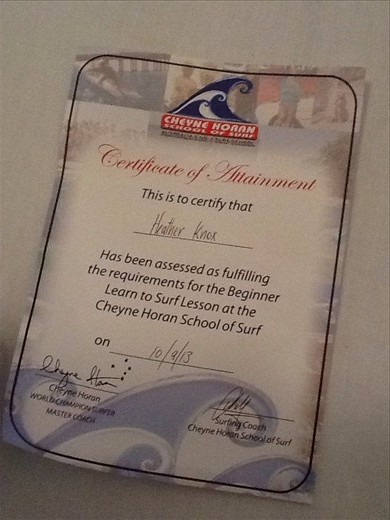 CHEYNE HORAN
SCHOOL OF SURF
Certificate of Attainment
This is to certify that
Heather Knox
Has been assessed as fulfilling
the requirements for the Beginner
Learn to Surf Lesson at the
Cheyne Horan School of Surf
on 10/9/13
Cheyne Horan
WORLD CHAMPION SURFER
MASTER COACH
Surfing Coach
Cheyne Horan School of Surf